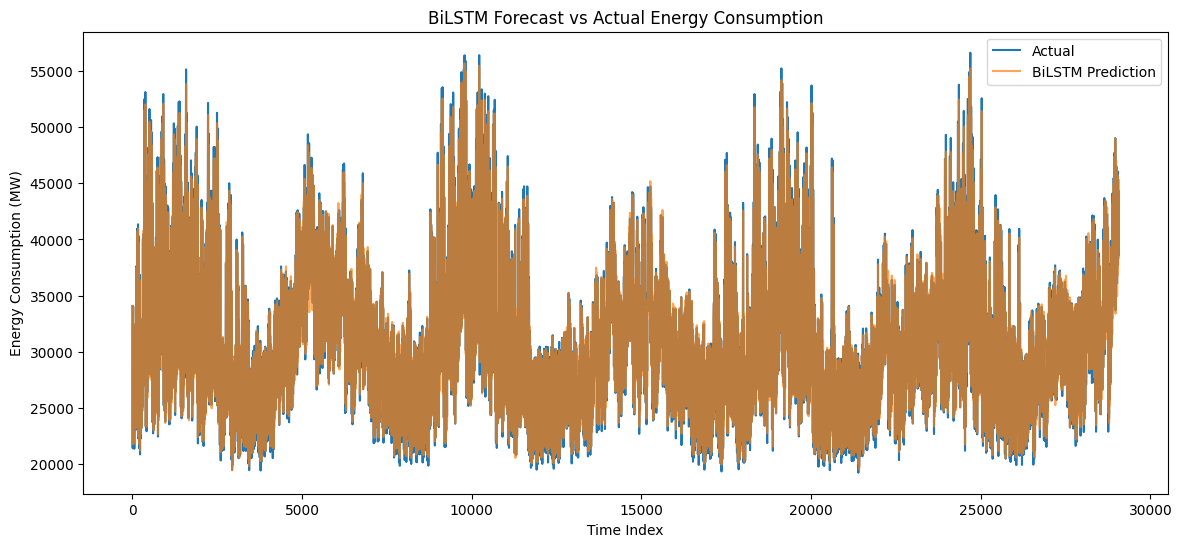 BiLSTM Forecast vs Actual Energy Consumption
Actual
BiLSTM Prediction
Energy Consumption (MW)
55000
50000
45000
40000
35000
30000
25000
20000
0 5000 10000 15000 20000 25000 30000
Time Index